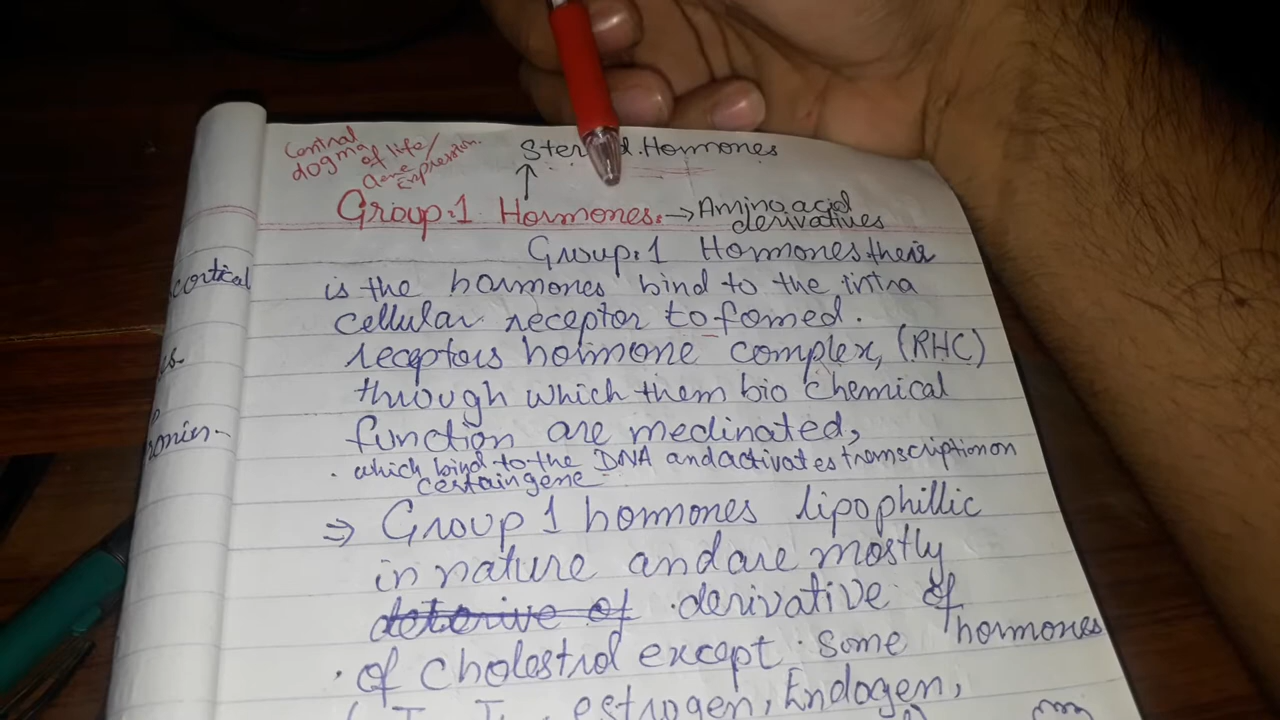 Central
dogma of life/
Gene expression.
Steroid Hormones
Group:1 Hormones:→Amino acid
derivatives
Group:1 Hormones their
is the hormones bind to the intra
cellular receptor to fomed.
receptors hormone complex, (RHC)
through which them bio chemical
function are medinated,
. which bind to the DNA and activates transcription on
certain gene
⇒ Group 1 hormones lipophillic
in nature and are mostly
derivative of
. of cholestrol except some hormones
estrogen, Endogen,
cortical